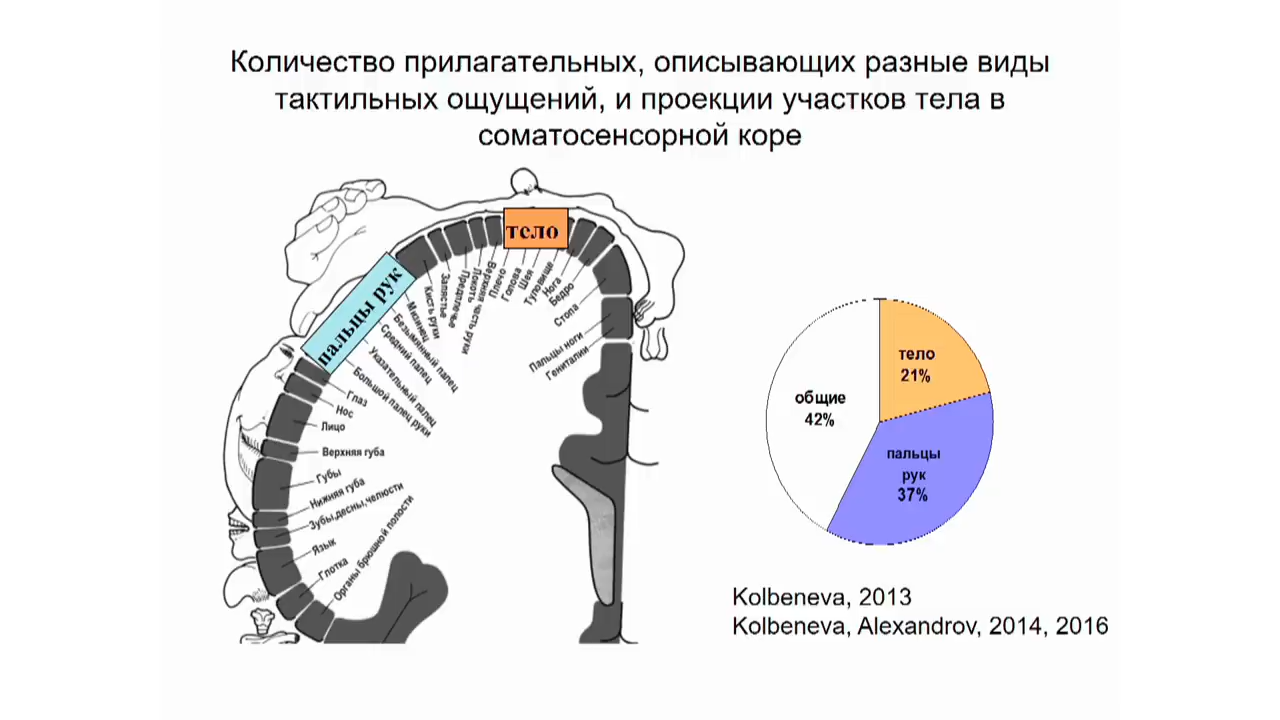 Количество прилагательных, описывающих разные виды
тактильных ощущений, и проекции участков тела в
соматосенсорной коре
тело
пальцы рук
Гениталии
Пальцы ноги
Стопа
Бедро
Нога
Туловище
Шея
Голова
Плечо
Верхняя часть руки
Локоть
Предплечье
Запястье
Кисть руки
Мизинец
Безымянный палец
Средний палец
Указательный палец
Большой палец руки
Глаз
Нос
Лицо
Верхняя губа
Губы
Нижняя губа
Зубы,десны,челюсти
Язык
Глотка
Органы брюшной полости
тело
21%
общие
42%
пальцы
рук
37%
Kolbeneva, 2013
Kolbeneva, Alexandrov, 2014, 2016